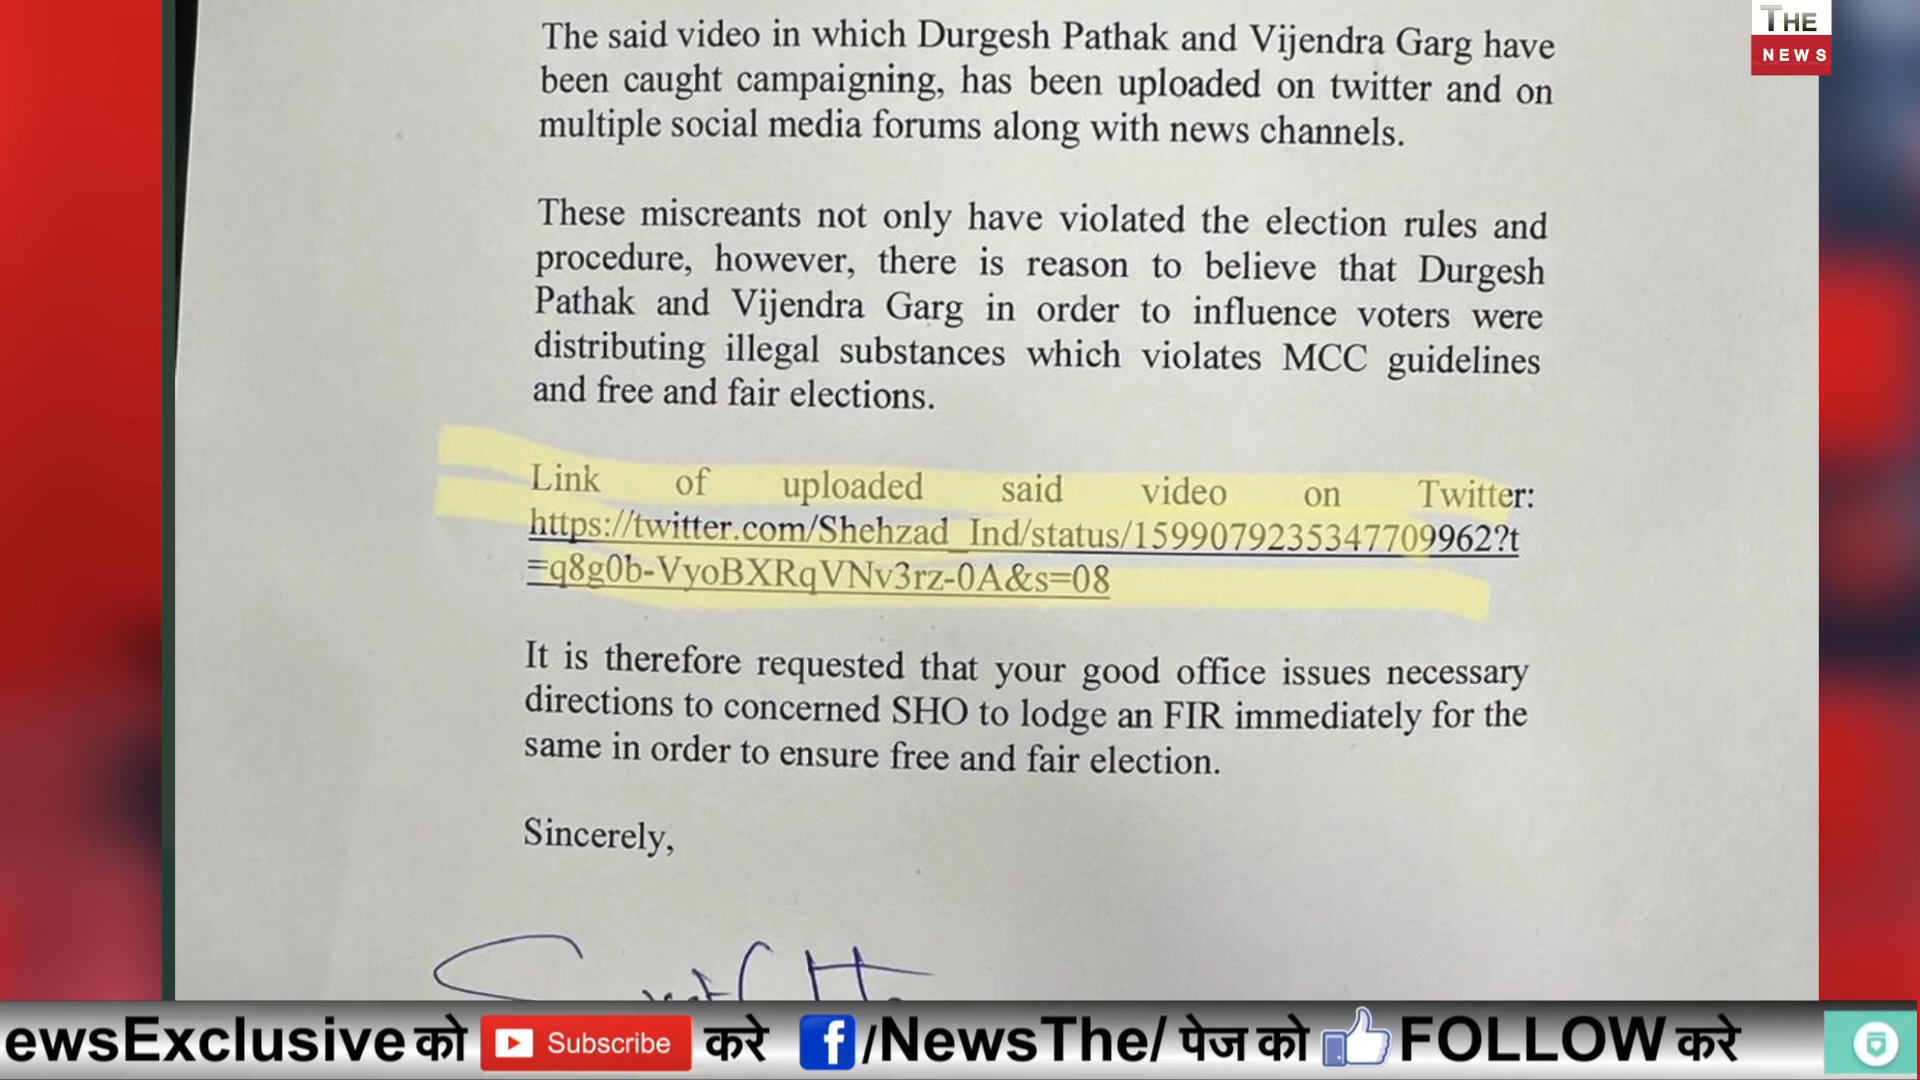 THE
NEWS
The said video in which Durgesh Pathak and Vijendra Garg have
been caught campaigning, has been uploaded on twitter and on
multiple social media forums along with news channels.
These miscreants not only have violated the election rules and
procedure, however, there is reason to believe that Durgesh
Pathak and Vijendra Garg in order to influence voters were
distributing illegal substances which violates MCC guidelines
and free and fair elections.
Link of uploaded said video on Twitter:
https://twitter.com/Shehzad_Ind/status/1599079235347709962?t
=q8g0b-VyoBXRqVNv3rz-0A&s=08
It is therefore requested that your good office issues necessary
directions to concerned SHO to lodge an FIR immediately for the
same in order to ensure free and fair election.
Sincerely,
ewsExclusive को Subscribe करे f/NewsThe/ पेज को FOLLOW करे